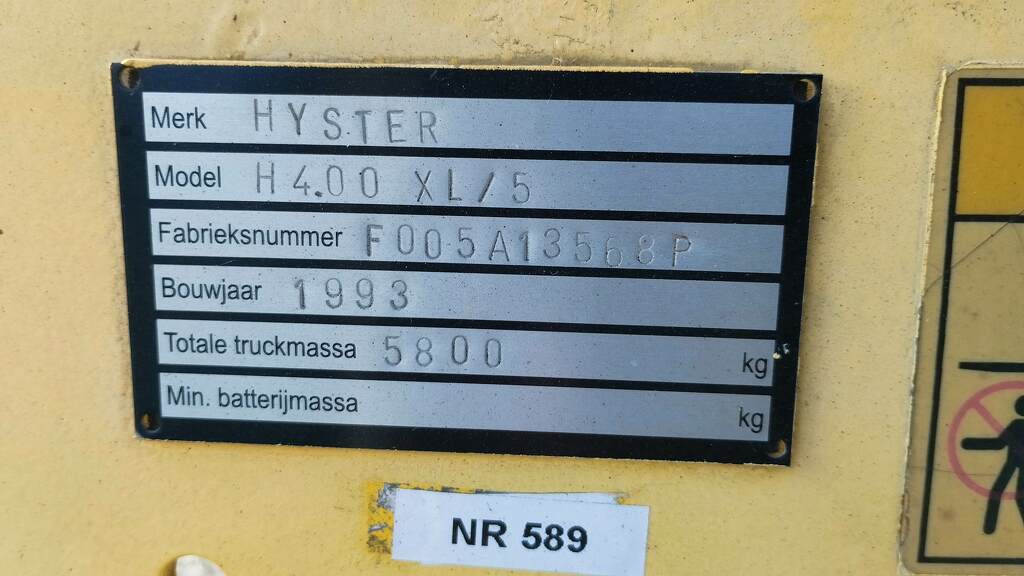 Merk HYSTER
Model H4.00 XL/5
Fabrieksnummer F005A13568P
Bouwjaar 1993
Totale truckmassa 5800 kg
Min. batterijmassa kg
NR 589